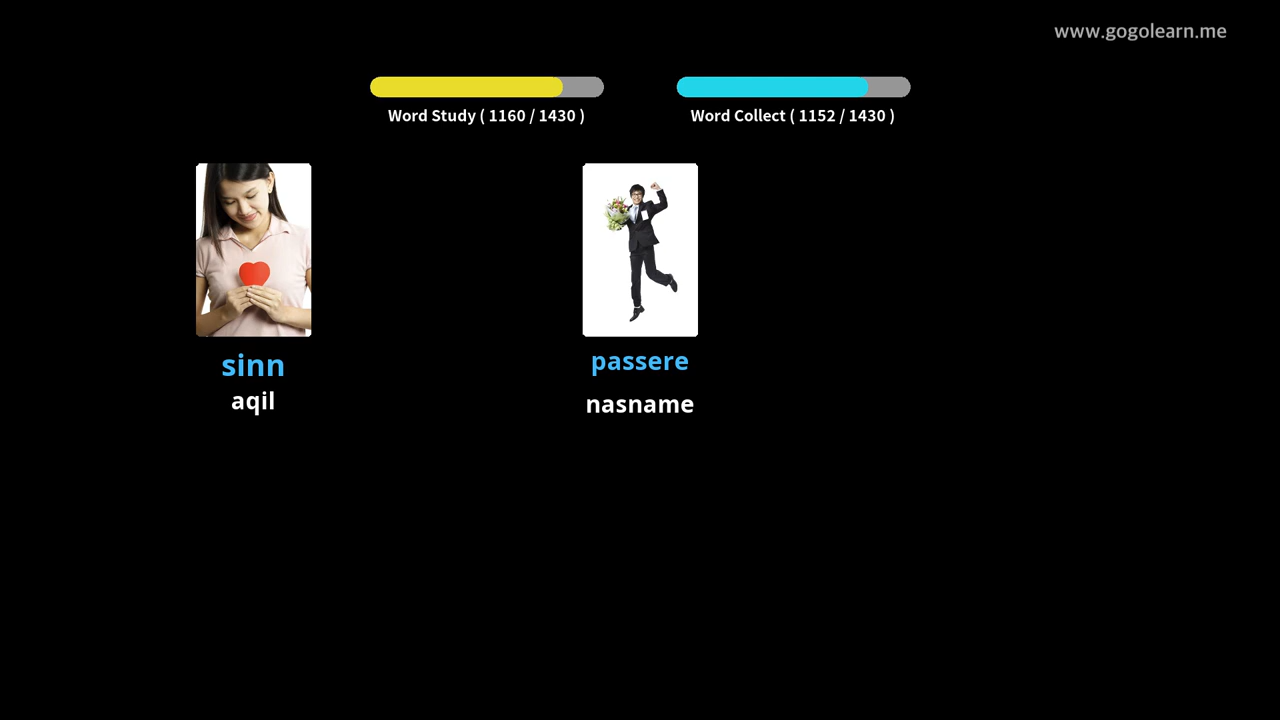 www.gogolearn.me
Word Study ( 1160 / 1430 )
Word Collect ( 1152 / 1430 )
sinn
aqil
passere
nasname